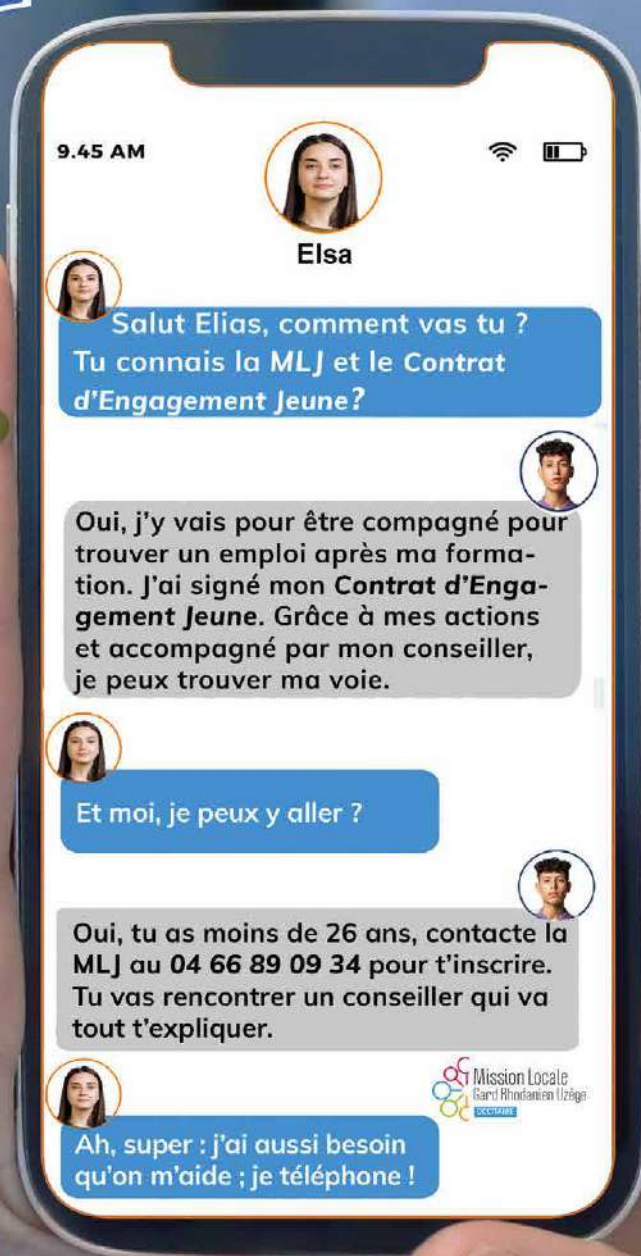 9.45 AM
Elsa
Salut Elias, comment vas tu ?
Tu connais la MLJ et le Contrat
d'Engagement Jeune?
Oui, j'y vais pour être compagné pour
trouver un emploi après ma forma-
tion. J'ai signé mon Contrat d'Enga-
gement Jeune. Grâce à mes actions
et accompagné par mon conseiller,
je peux trouver ma voie.
Et moi, je peux y aller ?
Oui, tu as moins de 26 ans, contacte la
MLJ au 04 66 89 09 34 pour t'inscrire.
Tu vas rencontrer un conseiller qui va
tout t'expliquer.
Mission Locale
Gard Rhodanien Uzège
OCCITANIE
Ah, super : j'ai aussi besoin
qu'on m'aide ; je téléphone !